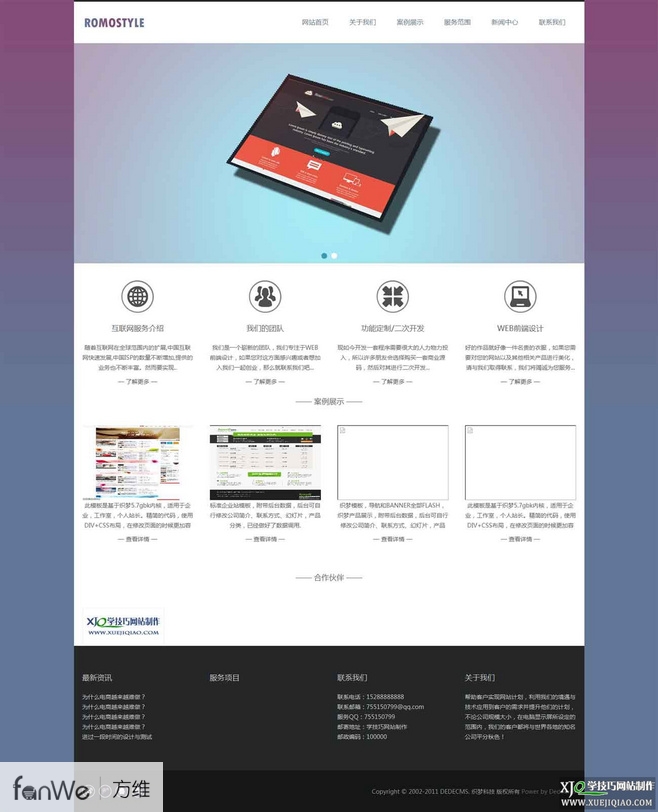 ROMOSTYLE
网站首页 关于我们 案例展示 服务范围 新闻中心 联系我们
互联网服务介绍
随着互联网在全球范围内的扩展,中国互联
网快速发展,中国ISP的数量不断增加,提供的
业务也不断丰富。然而要实现...
— 了解更多 —
我们的团队
我们是一个崭新的团队，我们专注于WEB
前端设计，如果您对这方面感兴趣或者想加
入我们一起创业，那么就联系我们吧...
— 了解更多 —
功能定制/二次开发
现如今开发一套程序需要很大的人力物力投
入，所以许多朋友会选择购买一套商业源
码，然后对其进行二次开发...
— 了解更多 —
WEB前端设计
好的作品就好像一件名贵的衣服，如果您需
要对您的网站以及其他相关产品进行美化，
请与我们取得联系，我们将竭诚为您服务...
— 了解更多 —
—— 案例展示 ——
此模板是基于织梦5.7gbk内核，适用于企
业，工作室，个人站长。精简的代码，使用
DIV+CSS布局，在修改页面的时候更加容
— 查看详情 —
标准企业站模板，附带后台数据，后台可自
行修改公司简介、联系方式、幻灯片，产品
分类，已经做好了数据调用.
— 查看详情 —
织梦模板，导航和BANNER全部FLASH，
织梦产品展示，附带后台数据，后台可自行
修改公司简介、联系方式、幻灯片，产品
— 查看详情 —
此模板是基于织梦5.7gbk内核，适用于企
业，工作室，个人站长。精简的代码，使用
DIV+CSS布局，在修改页面的时候更加容
— 查看详情 —
—— 合作伙伴 ——
XJQ学技巧网站制作
WWW.XUEJIQIAO.COM
最新资讯
为什么电商越来越难做？
为什么电商越来越难做？
为什么电商越来越难做？
为什么电商越来越难做？
进过一段时间的设计与测试
服务项目
联系我们
联系电话：15288888888
联系邮箱：755150799@qq.com
服务QQ：755150799
邮寄地址：学技巧网站制作
邮政编码：100000
关于我们
帮助客户实现网站计划，利用我们的境遇与
技术应用到客户的需求并提升他们的计划，
不论公司规模大小，在电脑显示屏所设定的
范围内，我们的客户都将与世界各地的知名
公司平分秋色！
Copyright © 2002-2011 DEDECMS. 织梦科技 版权所有 Power by
fanWe 方维
XJQ学技巧网站制作
WWW.XUEJIQIAO.COM